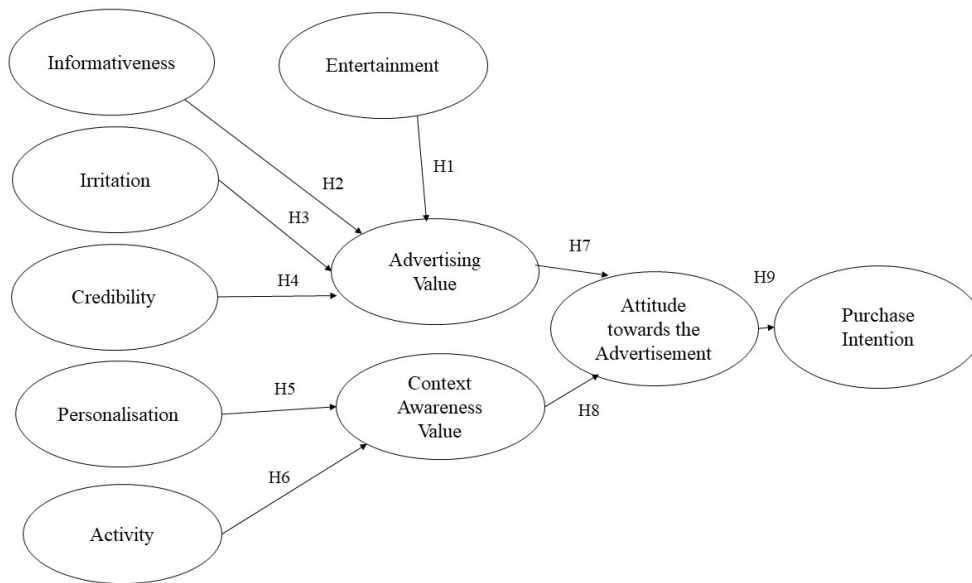 Informativeness
Entertainment
Irritation
H2
H1
H3
Advertising
Value
H7
Credibility
H4
Attitude
towards the
Advertisement
H9
Purchase
Intention
Personalisation
H5
Context
Awareness
Value
H8
H6
Activity